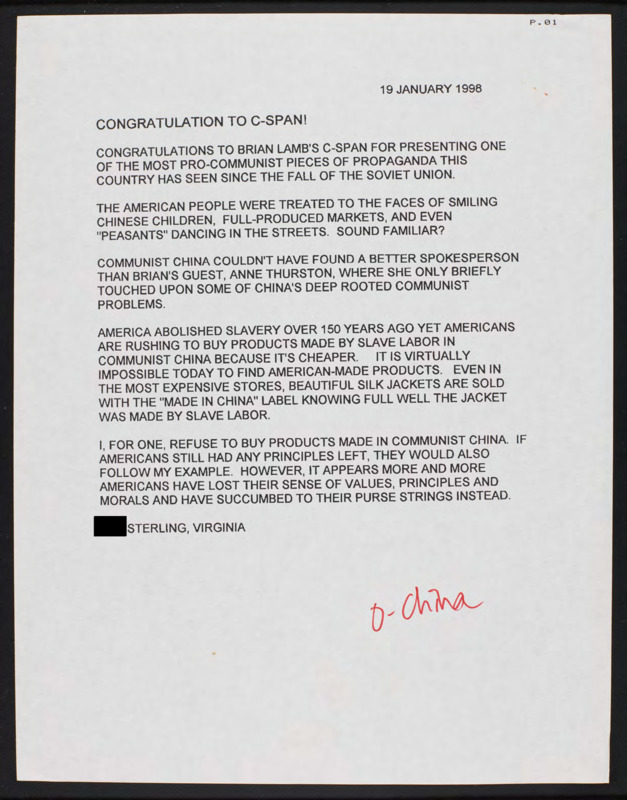 P.01
19 JANUARY 1998
CONGRATULATION TO C-SPAN!
CONGRATULATIONS TO BRIAN LAMB'S C-SPAN FOR PRESENTING ONE
OF THE MOST PRO-COMMUNIST PIECES OF PROPAGANDA THIS
COUNTRY HAS SEEN SINCE THE FALL OF THE SOVIET UNION.
THE AMERICAN PEOPLE WERE TREATED TO THE FACES OF SMILING
CHINESE CHILDREN, FULL-PRODUCED MARKETS, AND EVEN
"PEASANTS" DANCING IN THE STREETS. SOUND FAMILIAR?
COMMUNIST CHINA COULDN'T HAVE FOUND A BETTER SPOKESPERSON
THAN BRIAN'S GUEST, ANNE THURSTON, WHERE SHE ONLY BRIEFLY
TOUCHED UPON SOME OF CHINA'S DEEP ROOTED COMMUNIST
PROBLEMS.
AMERICA ABOLISHED SLAVERY OVER 150 YEARS AGO YET AMERICANS
ARE RUSHING TO BUY PRODUCTS MADE BY SLAVE LABOR IN
COMMUNIST CHINA BECAUSE IT'S CHEAPER. IT IS VIRTUALLY
IMPOSSIBLE TODAY TO FIND AMERICAN-MADE PRODUCTS. EVEN IN
THE MOST EXPENSIVE STORES, BEAUTIFUL SILK JACKETS ARE SOLD
WITH THE "MADE IN CHINA" LABEL KNOWING FULL WELL THE JACKET
WAS MADE BY SLAVE LABOR.
I, FOR ONE, REFUSE TO BUY PRODUCTS MADE IN COMMUNIST CHINA. IF
AMERICANS STILL HAD ANY PRINCIPLES LEFT, THEY WOULD ALSO
FOLLOW MY EXAMPLE. HOWEVER, IT APPEARS MORE AND MORE
AMERICANS HAVE LOST THEIR SENSE OF VALUES, PRINCIPLES AND
MORALS AND HAVE SUCCUMBED TO THEIR PURSE STRINGS INSTEAD.
STERLING, VIRGINIA
O-China